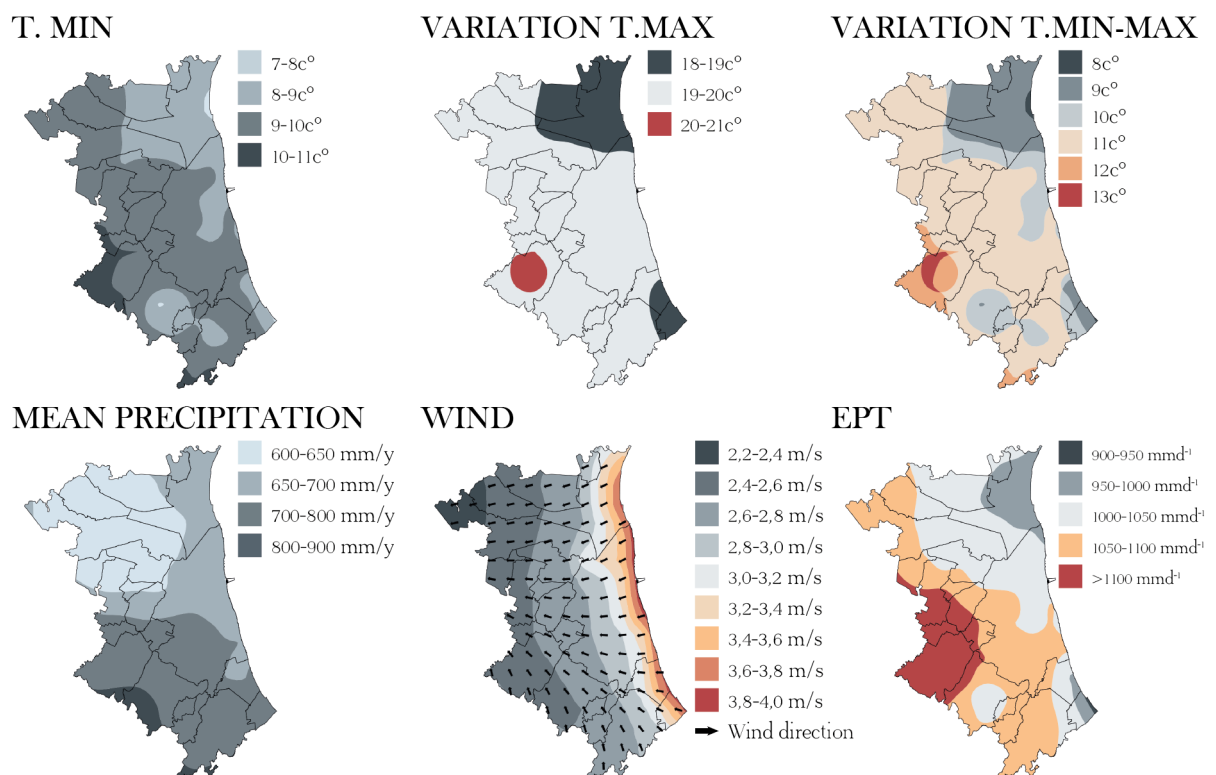 T. MIN
7-8c°
8-9c°
9-10c°
10-11c°
VARIATION T.MAX
18-19c°
19-20c°
20-21c°
VARIATION T.MIN-MAX
8c°
9c°
10c°
11c°
12c°
13c°
MEAN PRECIPITATION
600-650 mm/y
650-700 mm/y
700-800 mm/y
800-900 mm/y
WIND
2,2-2,4 m/s
2,4-2,6 m/s
2,6-2,8 m/s
2,8-3,0 m/s
3,0-3,2 m/s
3,2-3,4 m/s
3,4-3,6 m/s
3,6-3,8 m/s
3,8-4,0 m/s
Wind direction
EPT
900-950 mmd⁻¹
950-1000 mmd⁻¹
1000-1050 mmd⁻¹
1050-1100 mmd⁻¹
>1100 mmd⁻¹